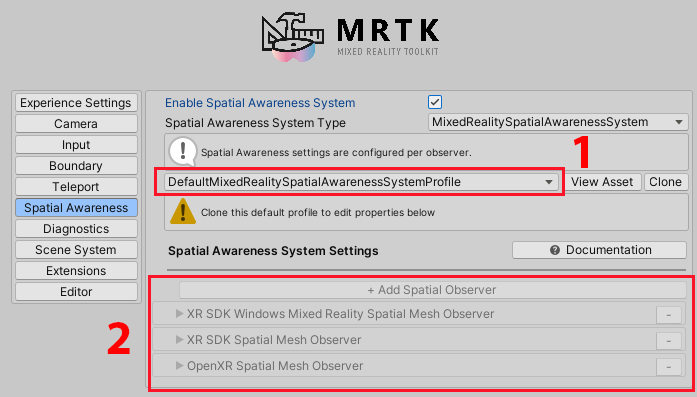 MRTK
MIXED REALITY TOOLKIT
Experience Settings
Camera
Input
Boundary
Teleport
Spatial Awareness
Diagnostics
Scene System
Extensions
Editor
Enable Spatial Awareness System
Spatial Awareness System Type
MixedRealitySpatialAwarenessSystem
Spatial Awareness settings are configured per observer.
1
DefaultMixedRealitySpatialAwarenessSystemProfile
View Asset
Clone
Clone this default profile to edit properties below
Spatial Awareness System Settings
Documentation
2
+ Add Spatial Observer
XR SDK Windows Mixed Reality Spatial Mesh Observer
-
XR SDK Spatial Mesh Observer
-
OpenXR Spatial Mesh Observer
-